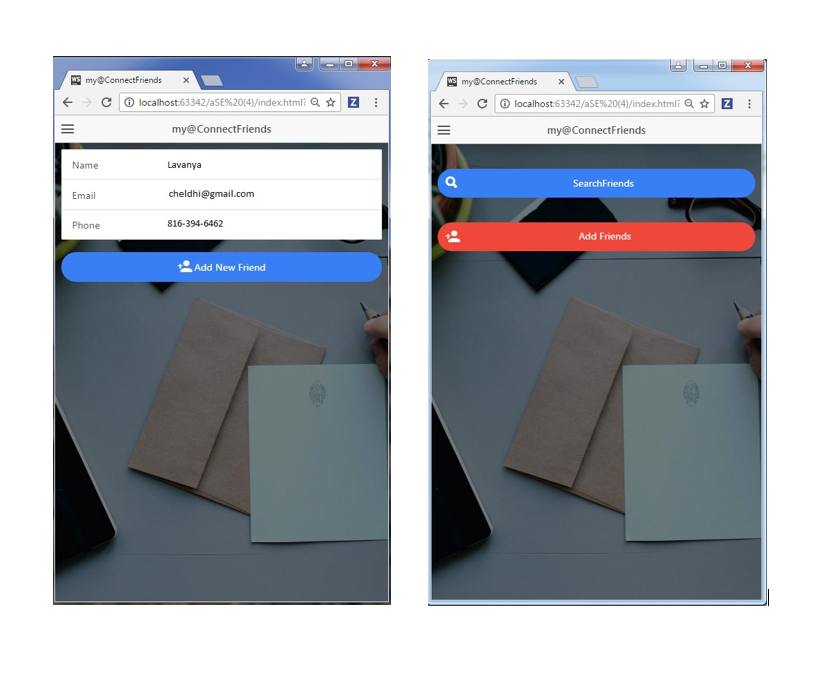 WS my@ConnectFriends
localhost:63342/aSE%20(4)/index.html? Z
my@ConnectFriends
Name Lavanya
Email cheldhi@gmail.com
Phone 816-394-6462
Add New Friend
WS my@ConnectFriends
localhost:63342/aSE%20(4)/index.html? Z
my@ConnectFriends
SearchFriends
Add Friends